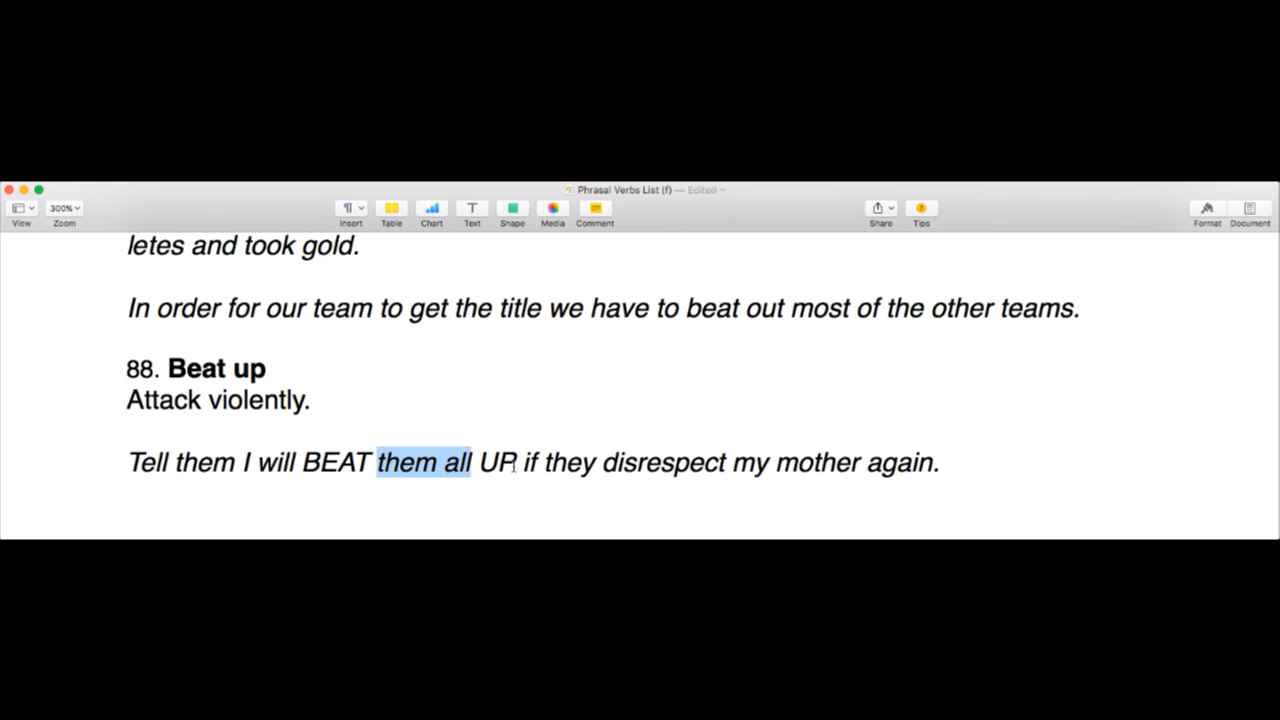 Phrasal Verbs List (f) — Edited
300%
View Zoom Insert Table Chart Text Shape Media Comment Share Tips Format Document
letes and took gold.
In order for our team to get the title we have to beat out most of the other teams.
88. Beat up
Attack violently.
Tell them I will BEAT them all UP if they disrespect my mother again.